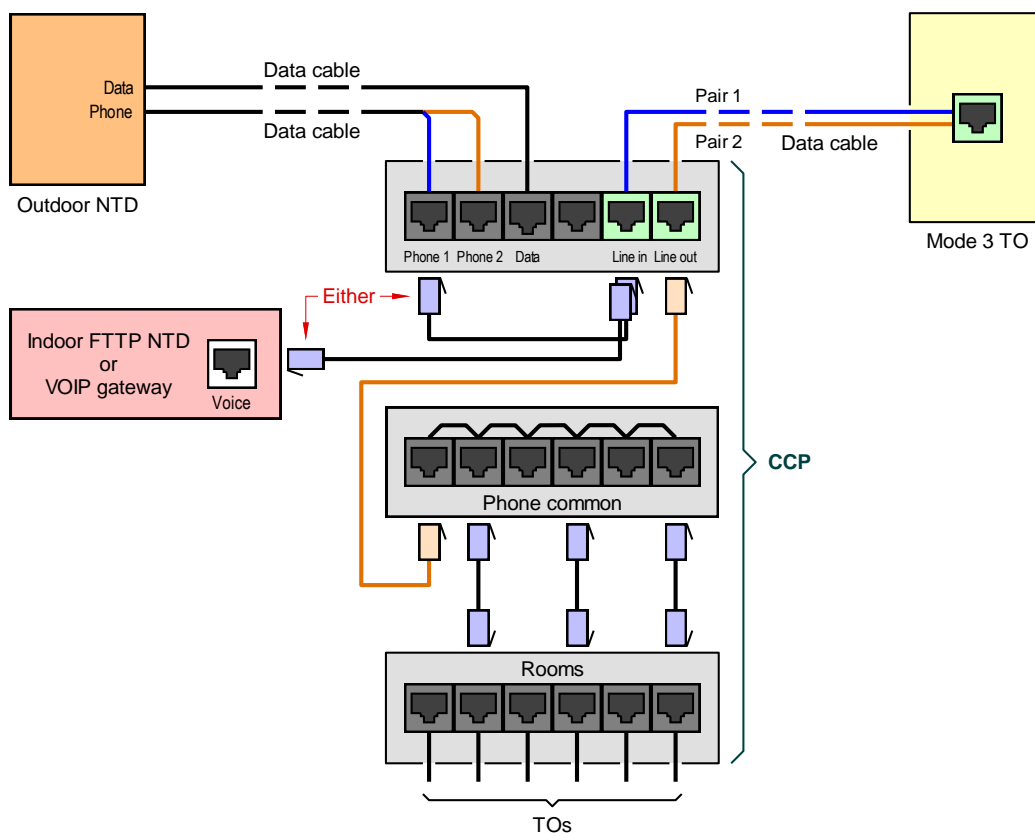 Data cable
Data
Phone
Data cable
Outdoor NTD
Pair 1
Pair 2
Data cable
Mode 3 TO
Phone 1
Phone 2
Data
Line in
Line out
Either
Indoor FTTP NTD
or
VOIP gateway
Voice
Phone common
CCP
Rooms
TOs